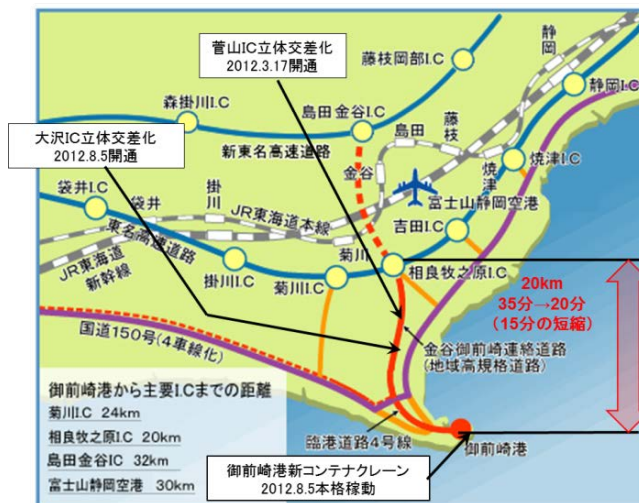 菅山IC立体交差化
2012.3.17開通
大沢IC立体交差化
2012.8.5開通
静岡
藤枝岡部I.C
静岡I.C
森掛川I.C
島田金谷I.C
藤枝
島田
新東名高速道路
金谷
焼津I.C
焼津
富士山静岡空港
袋井I.C
袋井
掛川
JR東海道本線
吉田I.C
東名高速道路
菊川
JR東海道
新幹線
掛川I.C
菊川I.C
相良牧之原I.C
20km
35分→20分
(15分の短縮)
国道150号(4車線化)
金谷御前崎連絡道路
(地域高規格道路)
御前崎港から主要I.Cまでの距離
菊川I.C 24km
相良牧之原I.C 20km
島田金谷IC 32km
富士山静岡空港 30km
臨港道路4号線
御前崎港
御前崎港新コンテナクレーン
2012.8.5本格稼動